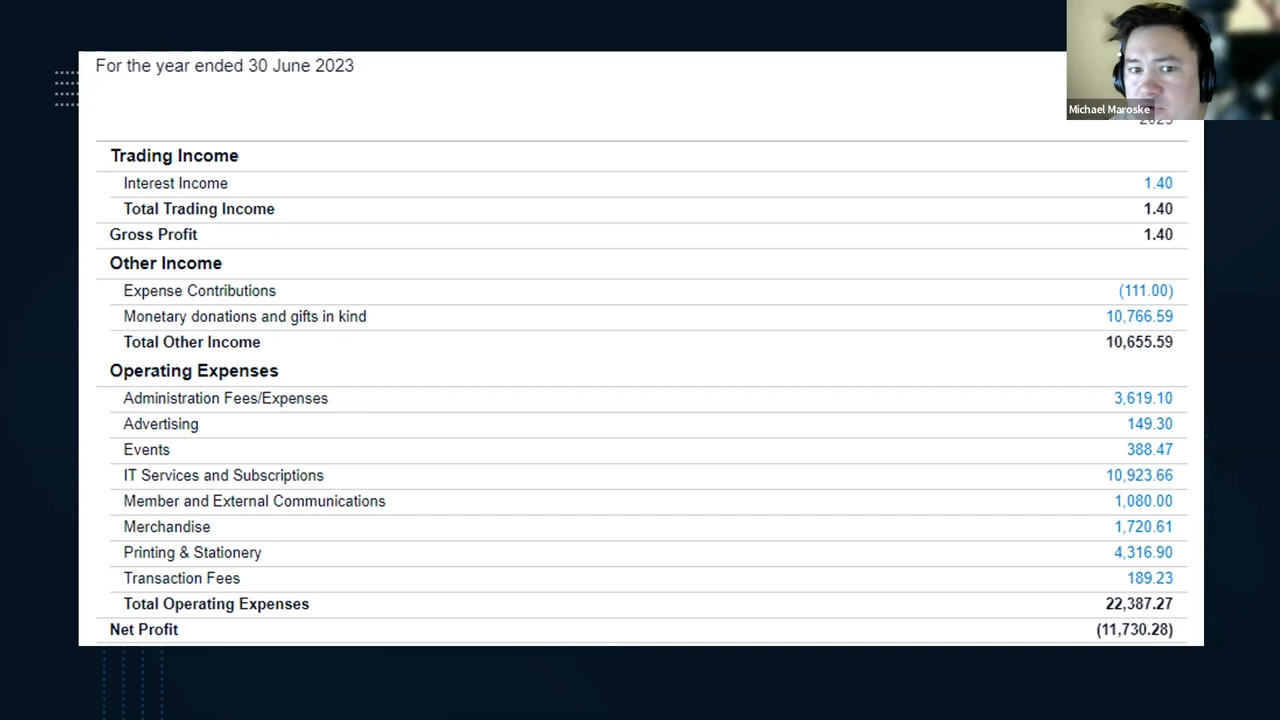 For the year ended 30 June 2023
Michael Maroske
2023
Trading Income
Interest Income 1.40
Total Trading Income 1.40
Gross Profit 1.40
Other Income
Expense Contributions (111.00)
Monetary donations and gifts in kind 10,766.59
Total Other Income 10,655.59
Operating Expenses
Administration Fees/Expenses 3,619.10
Advertising 149.30
Events 388.47
IT Services and Subscriptions 10,923.66
Member and External Communications 1,080.00
Merchandise 1,720.61
Printing & Stationery 4,316.90
Transaction Fees 189.23
Total Operating Expenses 22,387.27
Net Profit (11,730.28)